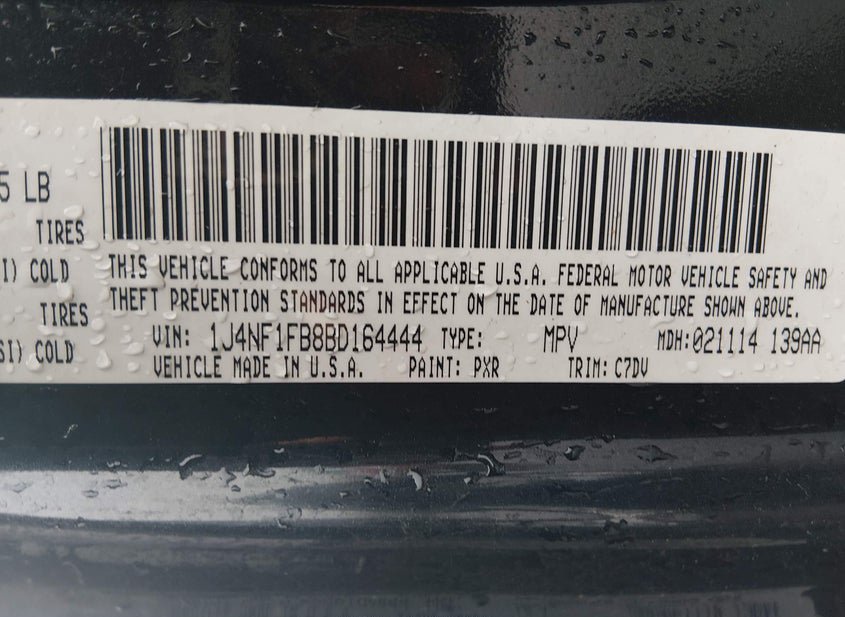 5 LB
TIRES
I) COLD
TIRES
SI) COLD
THIS VEHICLE CONFORMS TO ALL APPLICABLE U.S.A. FEDERAL MOTOR VEHICLE SAFETY AND
THEFT PREVENTION STANDARDS IN EFFECT ON THE DATE OF MANUFACTURE SHOWN ABOVE.
VIN: 1J4NF1FB8BD164444 TYPE: MPV MDH:021114 139AA
VEHICLE MADE IN U.S.A. PAINT: PXR TRIM: C7DV